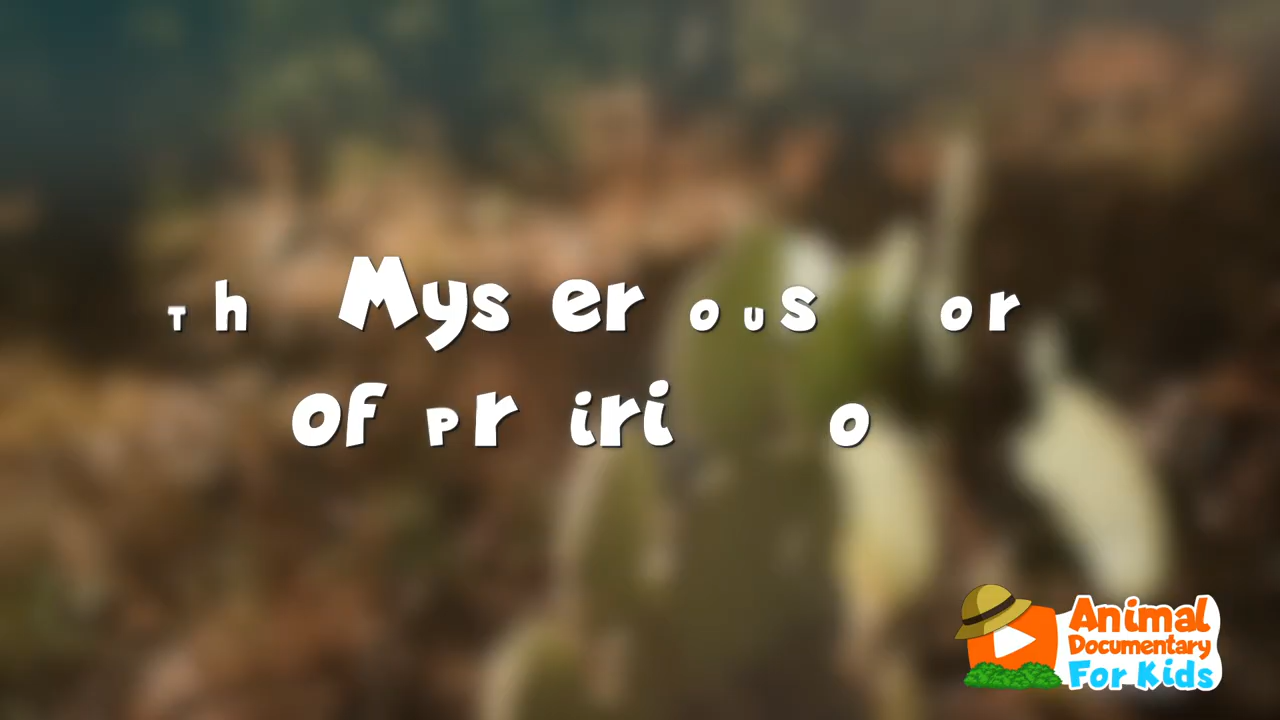 Th Mys er ous or
of Pr iri o
Animal
Documentary
For Kids